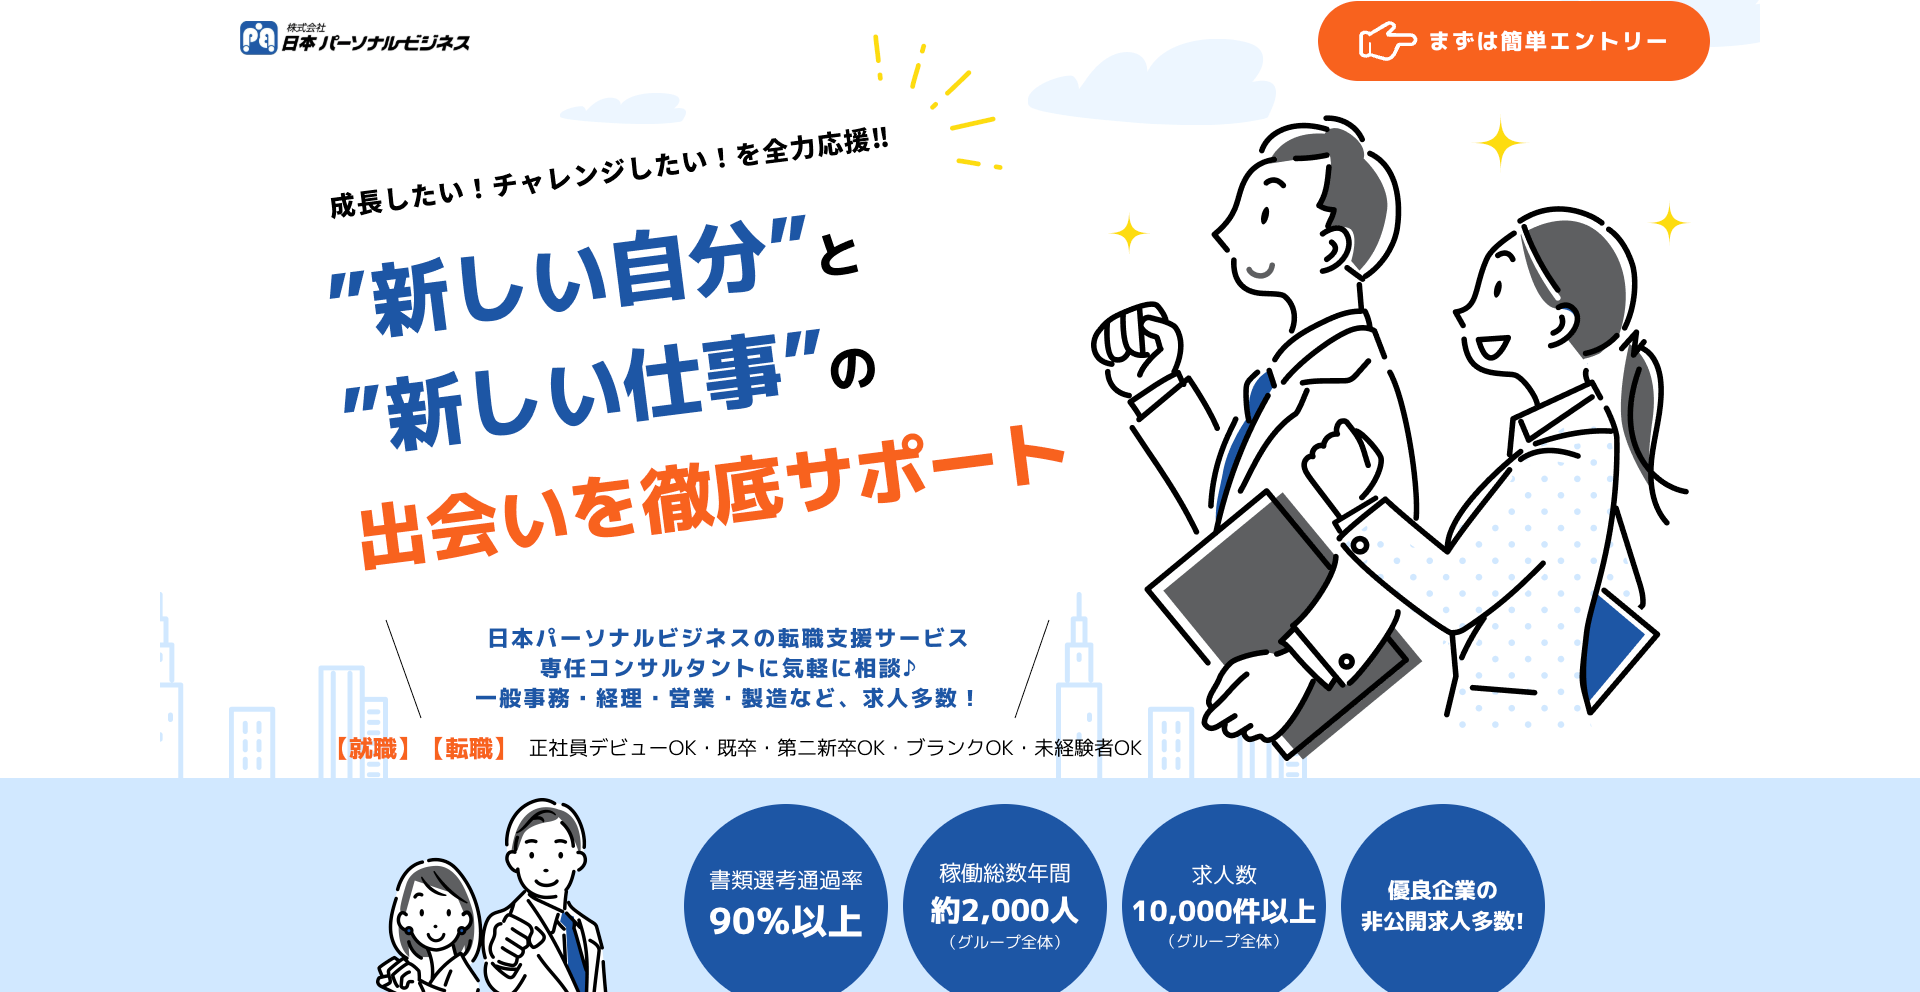 株式会社
日本パーソナルビジネス
まずは簡単エントリー
成長したい！チャレンジしたい！を全力応援!!
”新しい自分”と
”新しい仕事”の
出会いを徹底サポート
日本パーソナルビジネスの転職支援サービス
専任コンサルタントに気軽に相談♪
一般事務・経理・営業・製造など、求人多数！
【就職】【転職】 正社員デビューOK・既卒・第二新卒OK・ブランクOK・未経験者OK
書類選考通過率
90%以上
稼働総数年間
約2,000人
（グループ全体）
求人数
10,000件以上
（グループ全体）
優良企業の
非公開求人多数!